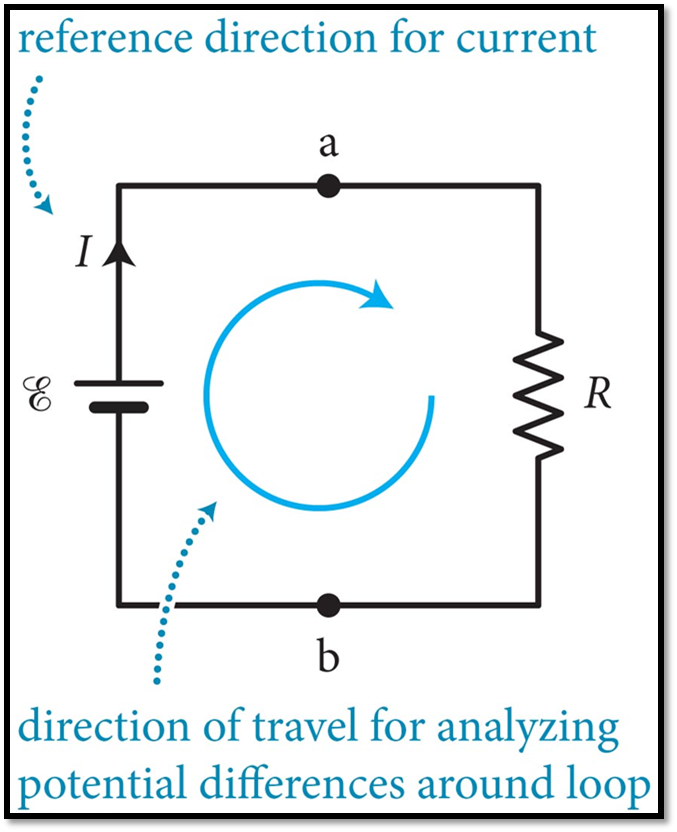 reference direction for current
a
I
ℰ
R
b
direction of travel for analyzing
potential differences around loop